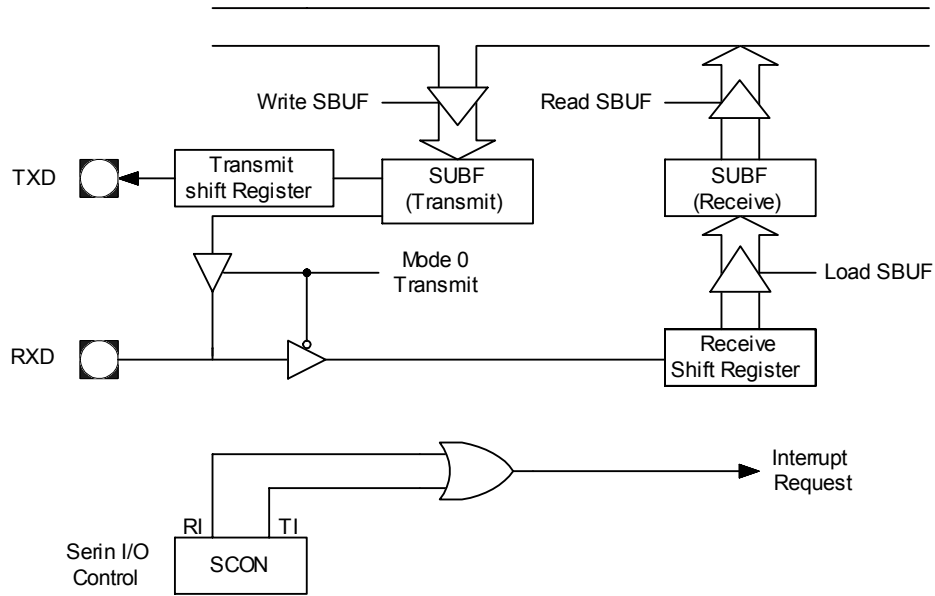 Write SBUF
Read SBUF
TXD
Transmit
shift Register
SUBF
(Transmit)
SUBF
(Receive)
Mode 0
Transmit
Load SBUF
RXD
Receive
Shift Register
Interrupt
Request
RI
TI
Serin I/O
Control
SCON